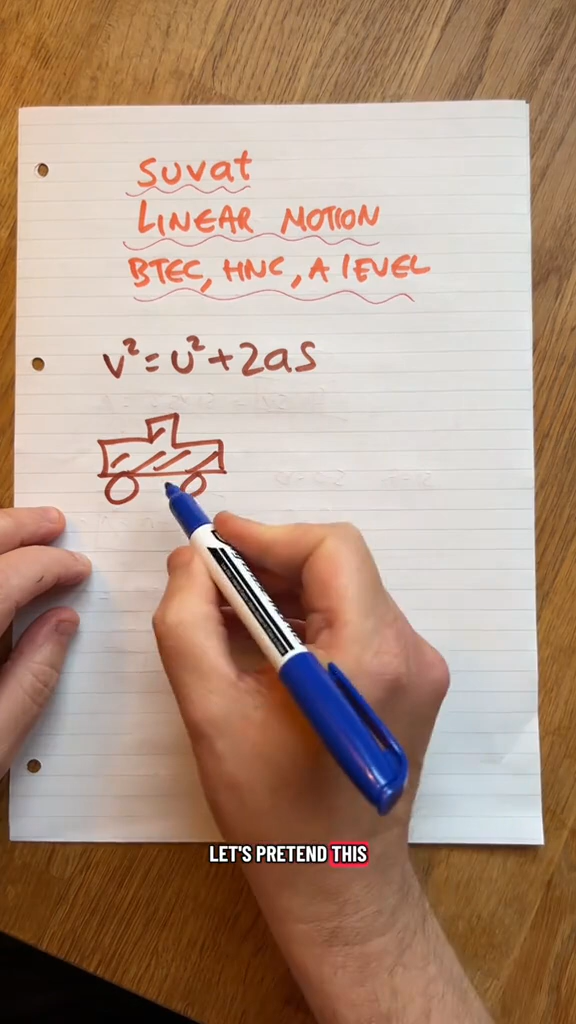 suvat
LINEAR MOTION
BTEC, HNC, A LEVEL
v² = u² + 2as
LET'S PRETEND THIS